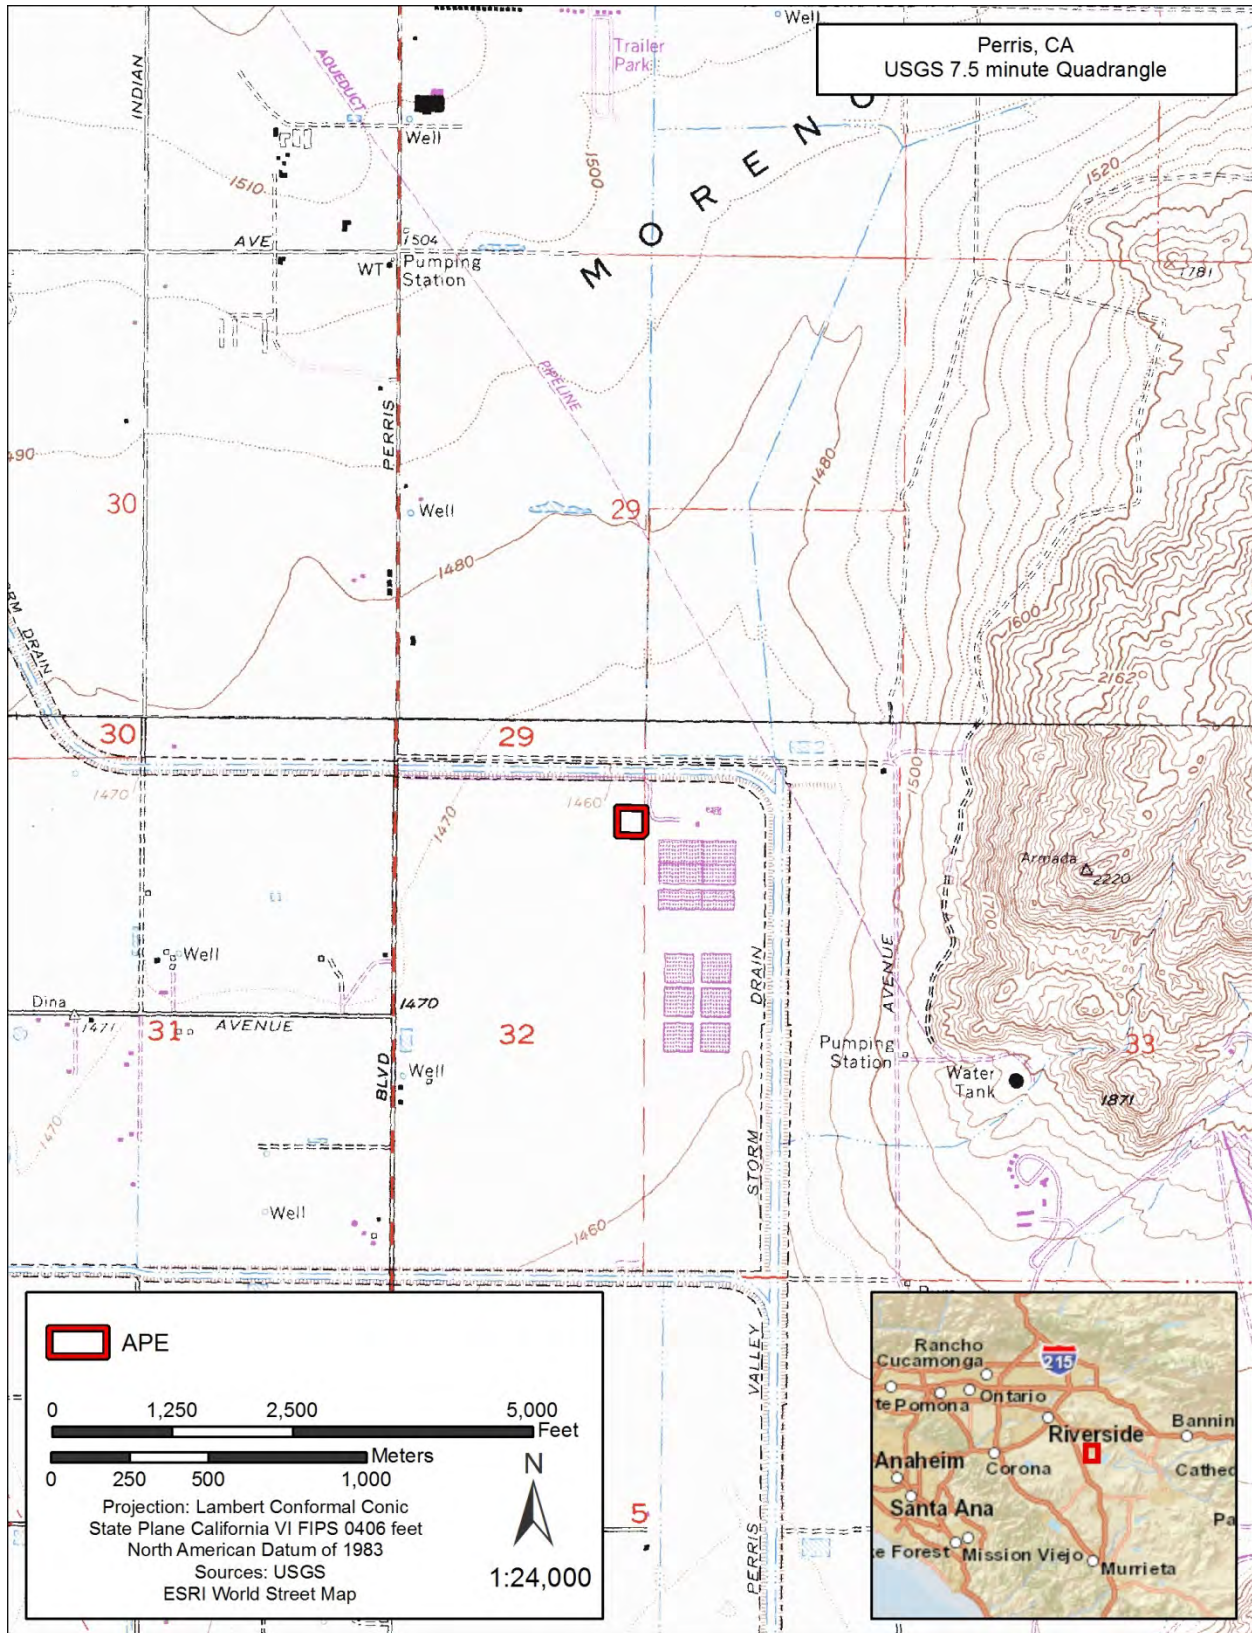 Well
Perris, CA
USGS 7.5 minute Quadrangle
Trailer
Park
INDIAN
AQUEDUCT
Well
1500
M O R E N O
1520
1510
AVE
1504
WT
Pumping
Station
1781
PIPELINE
PERRIS
490
1480
30
Well
29
1480
1600
RM DRAIN
2162
30
29
1470
1460
1470
1500
Armada
2220
1700
Well
DRAIN
AVENUE
Dina
1471
31
AVENUE
1470
32
Pumping
Station
33
Water
Tank
BLVD
Well
1871
1470
STORM
Well
1460
APE
0 1,250 2,500 5,000
Feet
Meters
0 250 500 1,000
N
Projection: Lambert Conformal Conic
State Plane California VI FIPS 0406 feet
North American Datum of 1983
Sources: USGS
ESRI World Street Map
1:24,000
5
VALLEY
PERRIS
Rancho
Cucamonga
215
te Pomona
Ontario
Riverside
Bannin
Anaheim
Corona
Cathed
Santa Ana
Pa
ke Forest
Mission Viejo
Murrieta